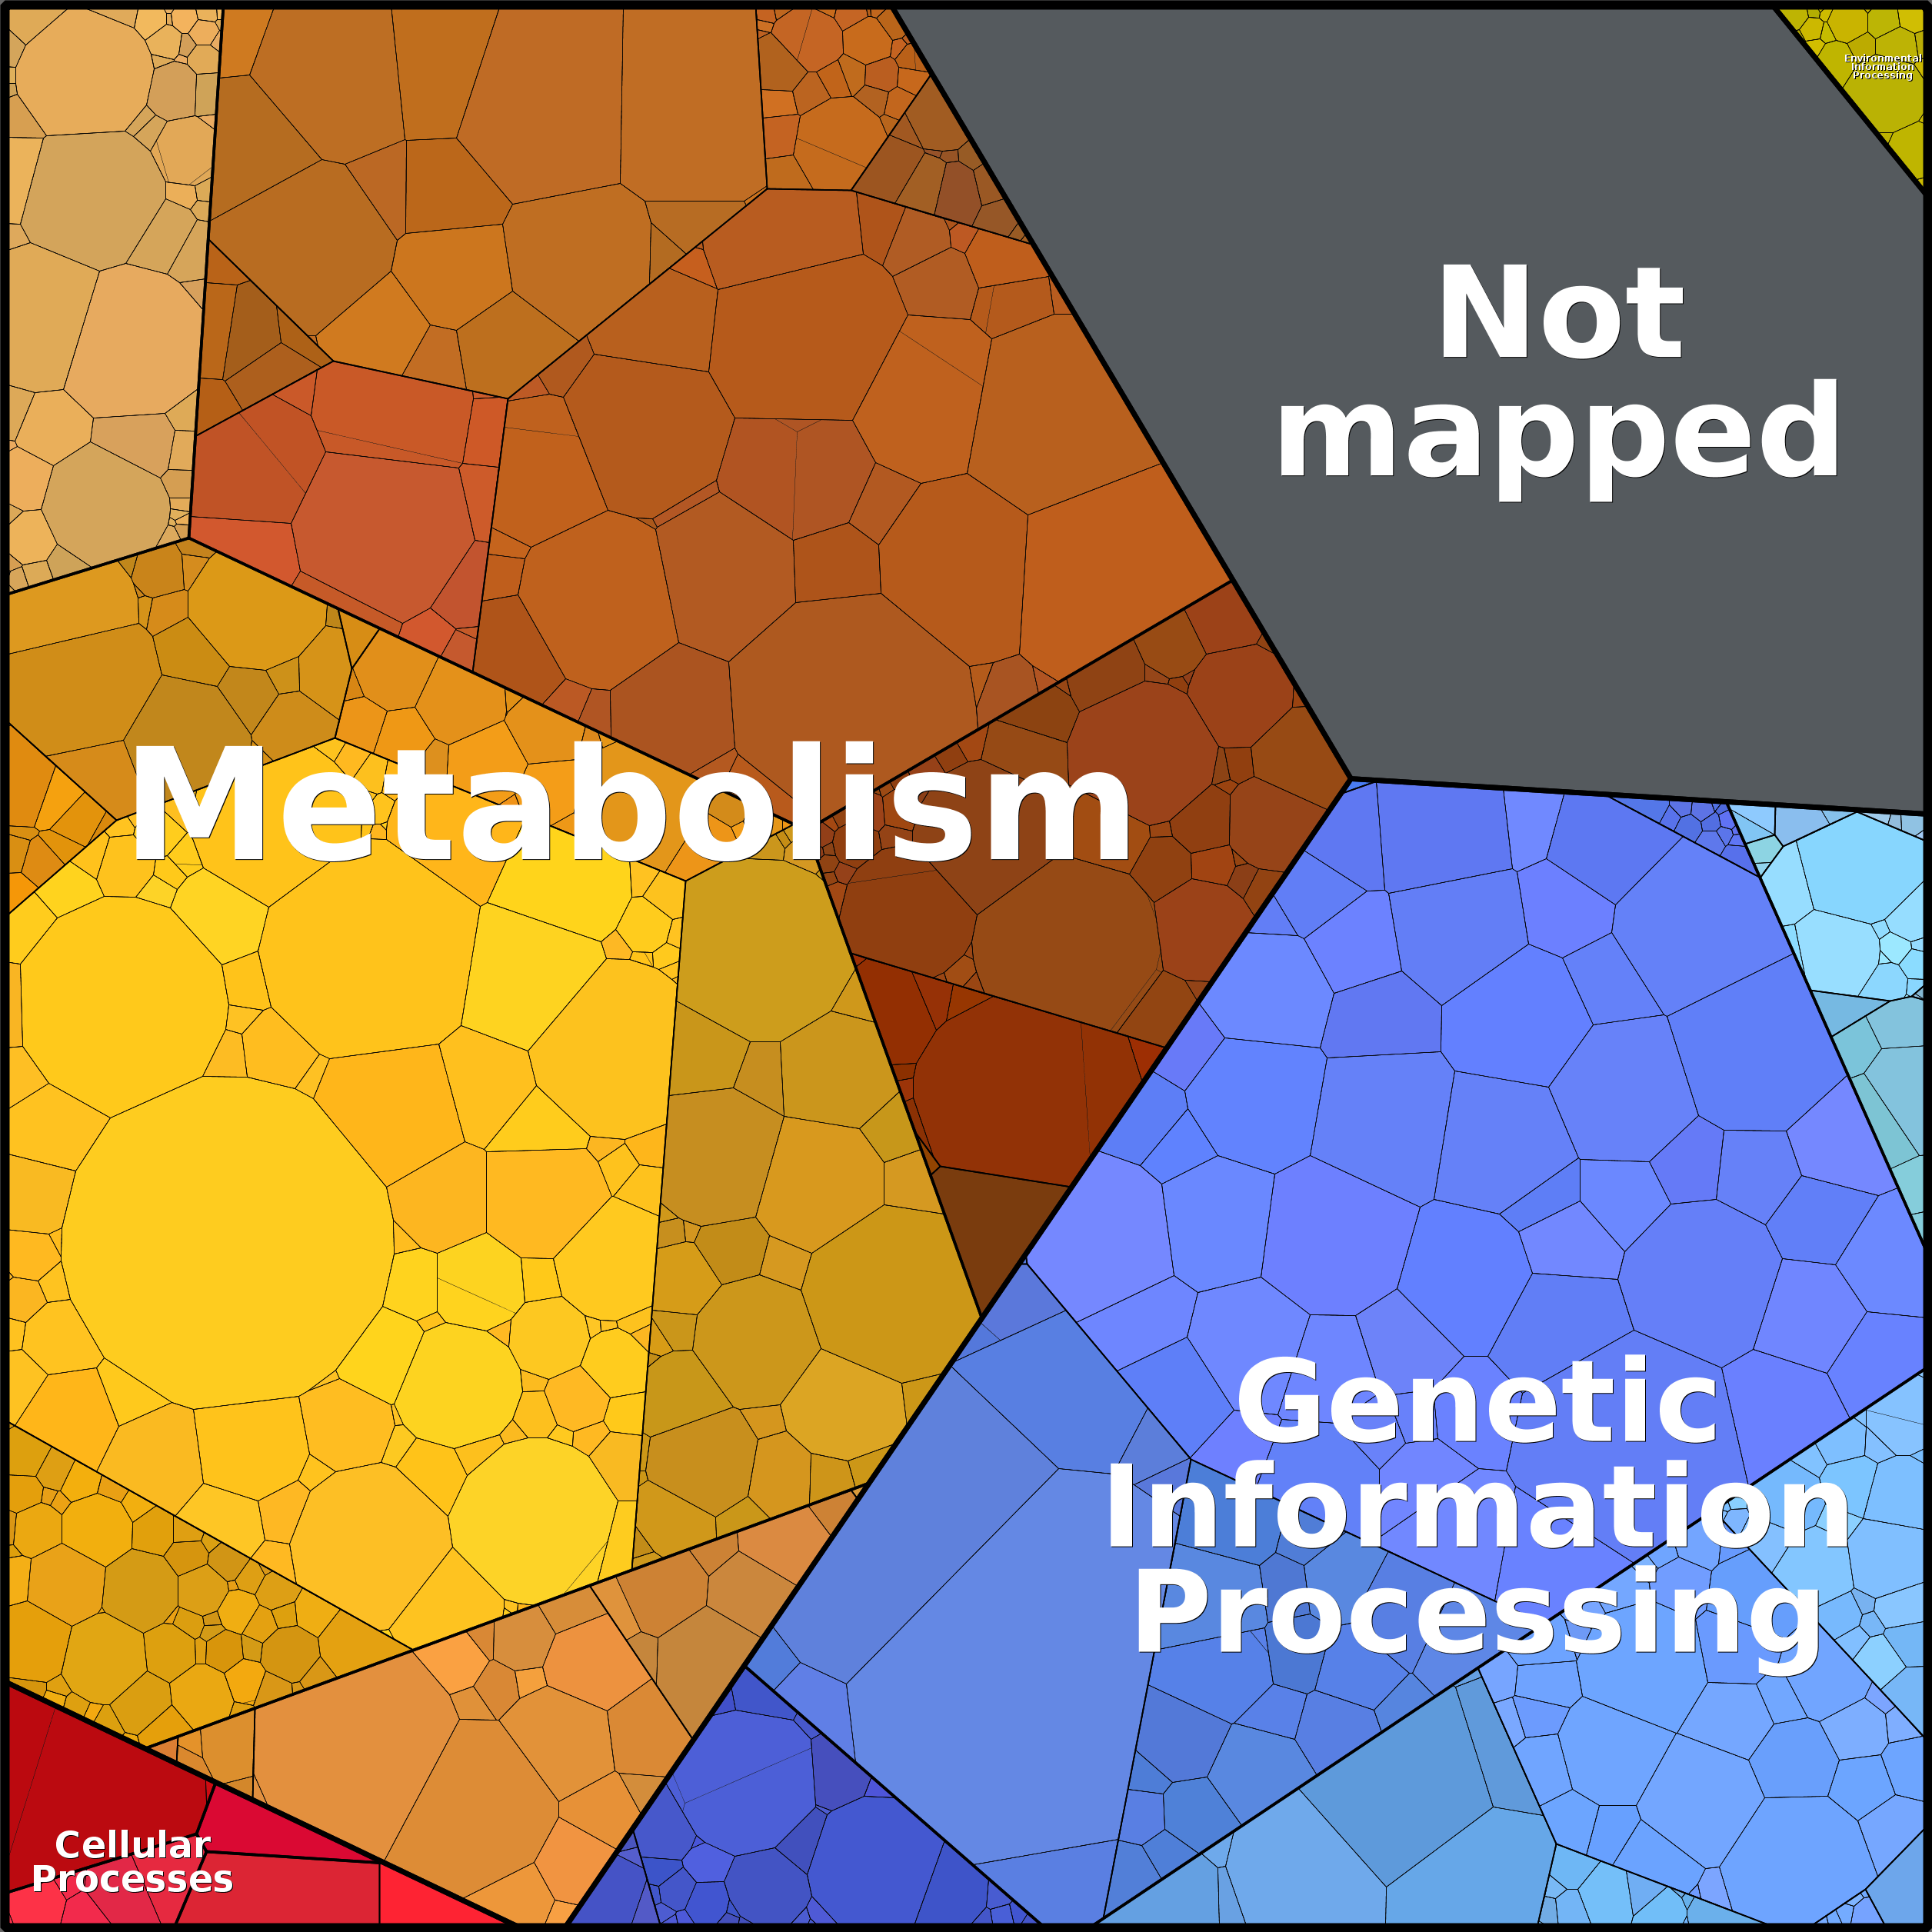 Environmental
Information
Processing
Not
mapped
Metabolism
Genetic
Information
Processing
Cellular
Processes